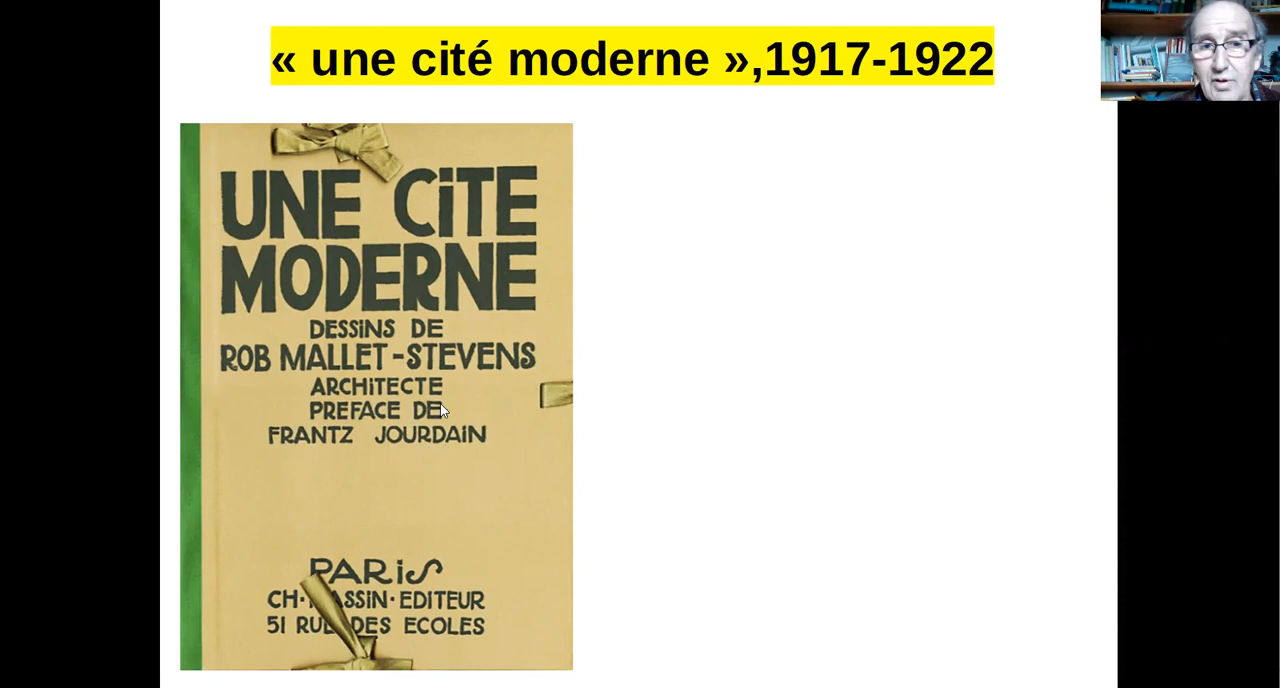 « une cité moderne »,1917-1922
UNE CiTE
MODERNE
DESSiNS DE
ROB MALLET-STEVENS
ARCHiTECTE
PREFACE DE
FRANTZ JOURDAiN
PARiS
CH· ·EDITEUR
51 RUE DES ECOLES